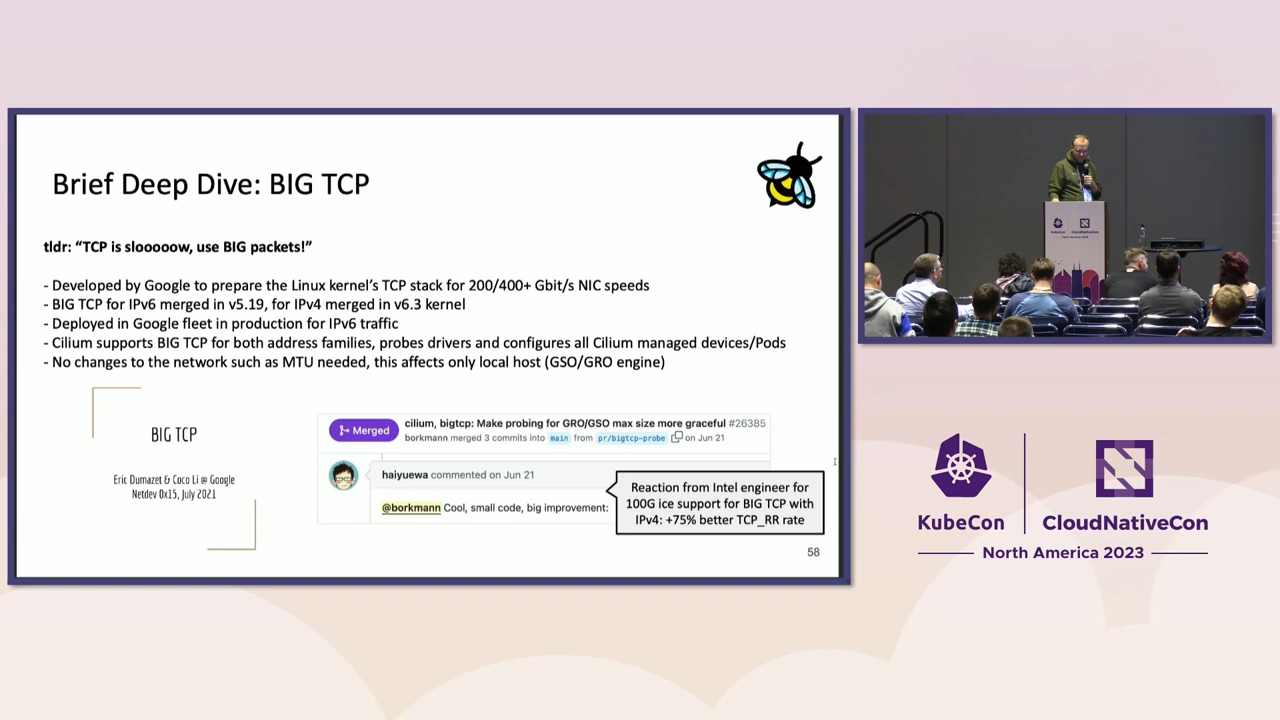 Brief Deep Dive: BIG TCP
tldr: “TCP is slooooow, use BIG packets!”
- Developed by Google to prepare the Linux kernel’s TCP stack for 200/400+ Gbit/s NIC speeds
- BIG TCP for IPv6 merged in v5.19, for IPv4 merged in v6.3 kernel
- Deployed in Google fleet in production for IPv6 traffic
- Cilium supports BIG TCP for both address families, probes drivers and configures all Cilium managed devices/Pods
- No changes to the network such as MTU needed, this affects only local host (GSO/GRO engine)
BIG TCP
Eric Dumazet & Coco Li @ Google
Netdev 0x15, July 2021
Merged
cilium, bigtcp: Make probing for GRO/GSO max size more graceful #26385
borkmann merged 3 commits into main from pr/bigtcp-probe on Jun 21
haiyuewa commented on Jun 21
@borkmann Cool, small code, big improvement:
Reaction from Intel engineer for
100G ice support for BIG TCP with
IPv4: +75% better TCP_RR rate
58
KubeCon
CloudNativeCon
KubeCon
CloudNativeCon
North America 2023